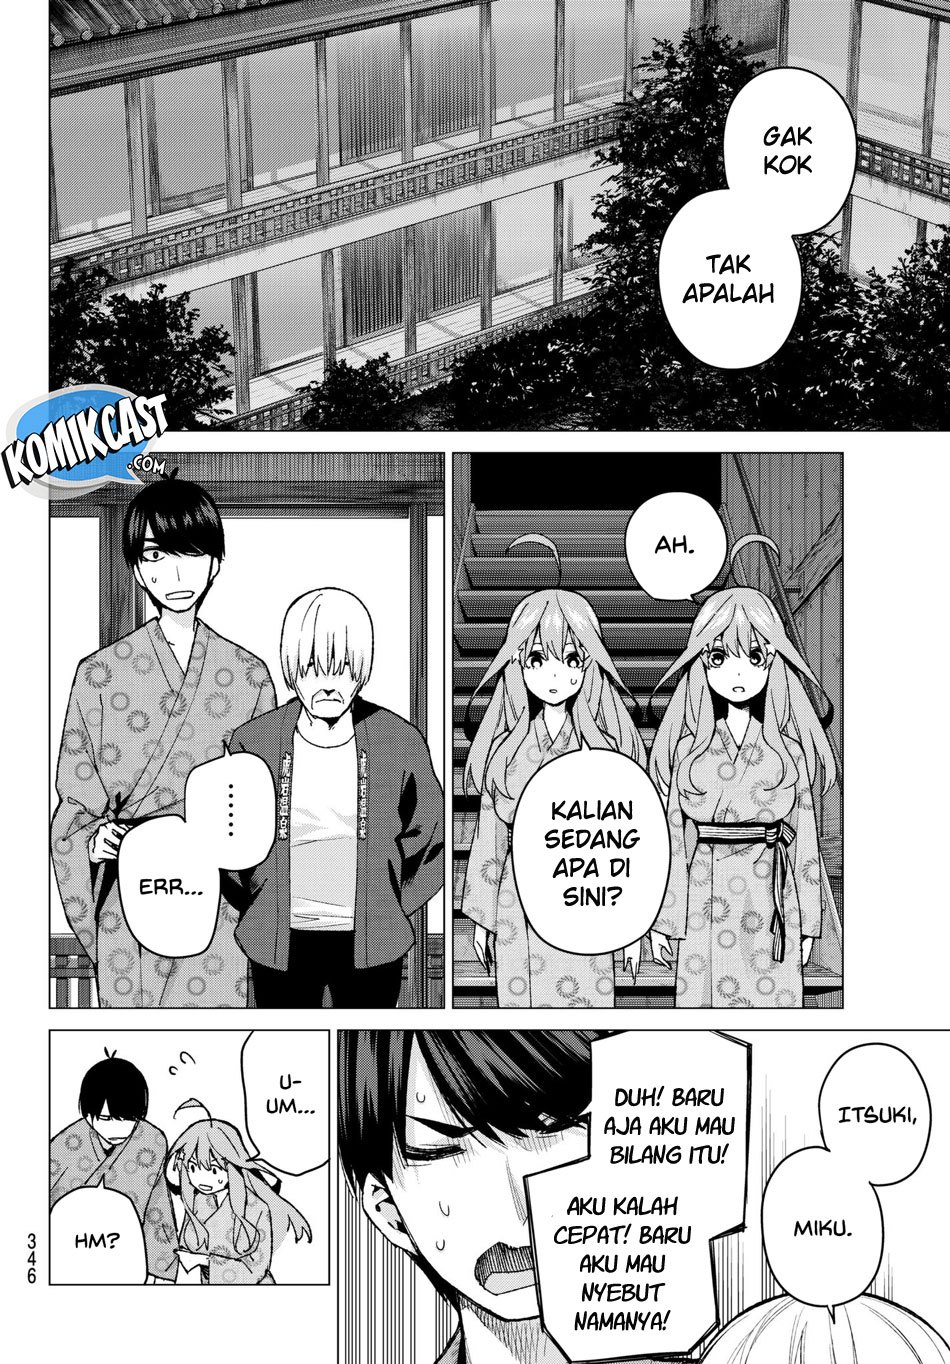 GAK
KOK
TAK
APALAH
KOMIKCAST
.COM
AH.
KALIAN
SEDANG
APA DI
SINI?
......
ERR...
ITSUKI,
MIKU.
DUH! BARU
AJA AKU MAU
BILANG ITU!
AKU KALAH
CEPAT! BARU
AKU MAU
NYEBUT
NAMANYA!
U-
UM...
HM?
346